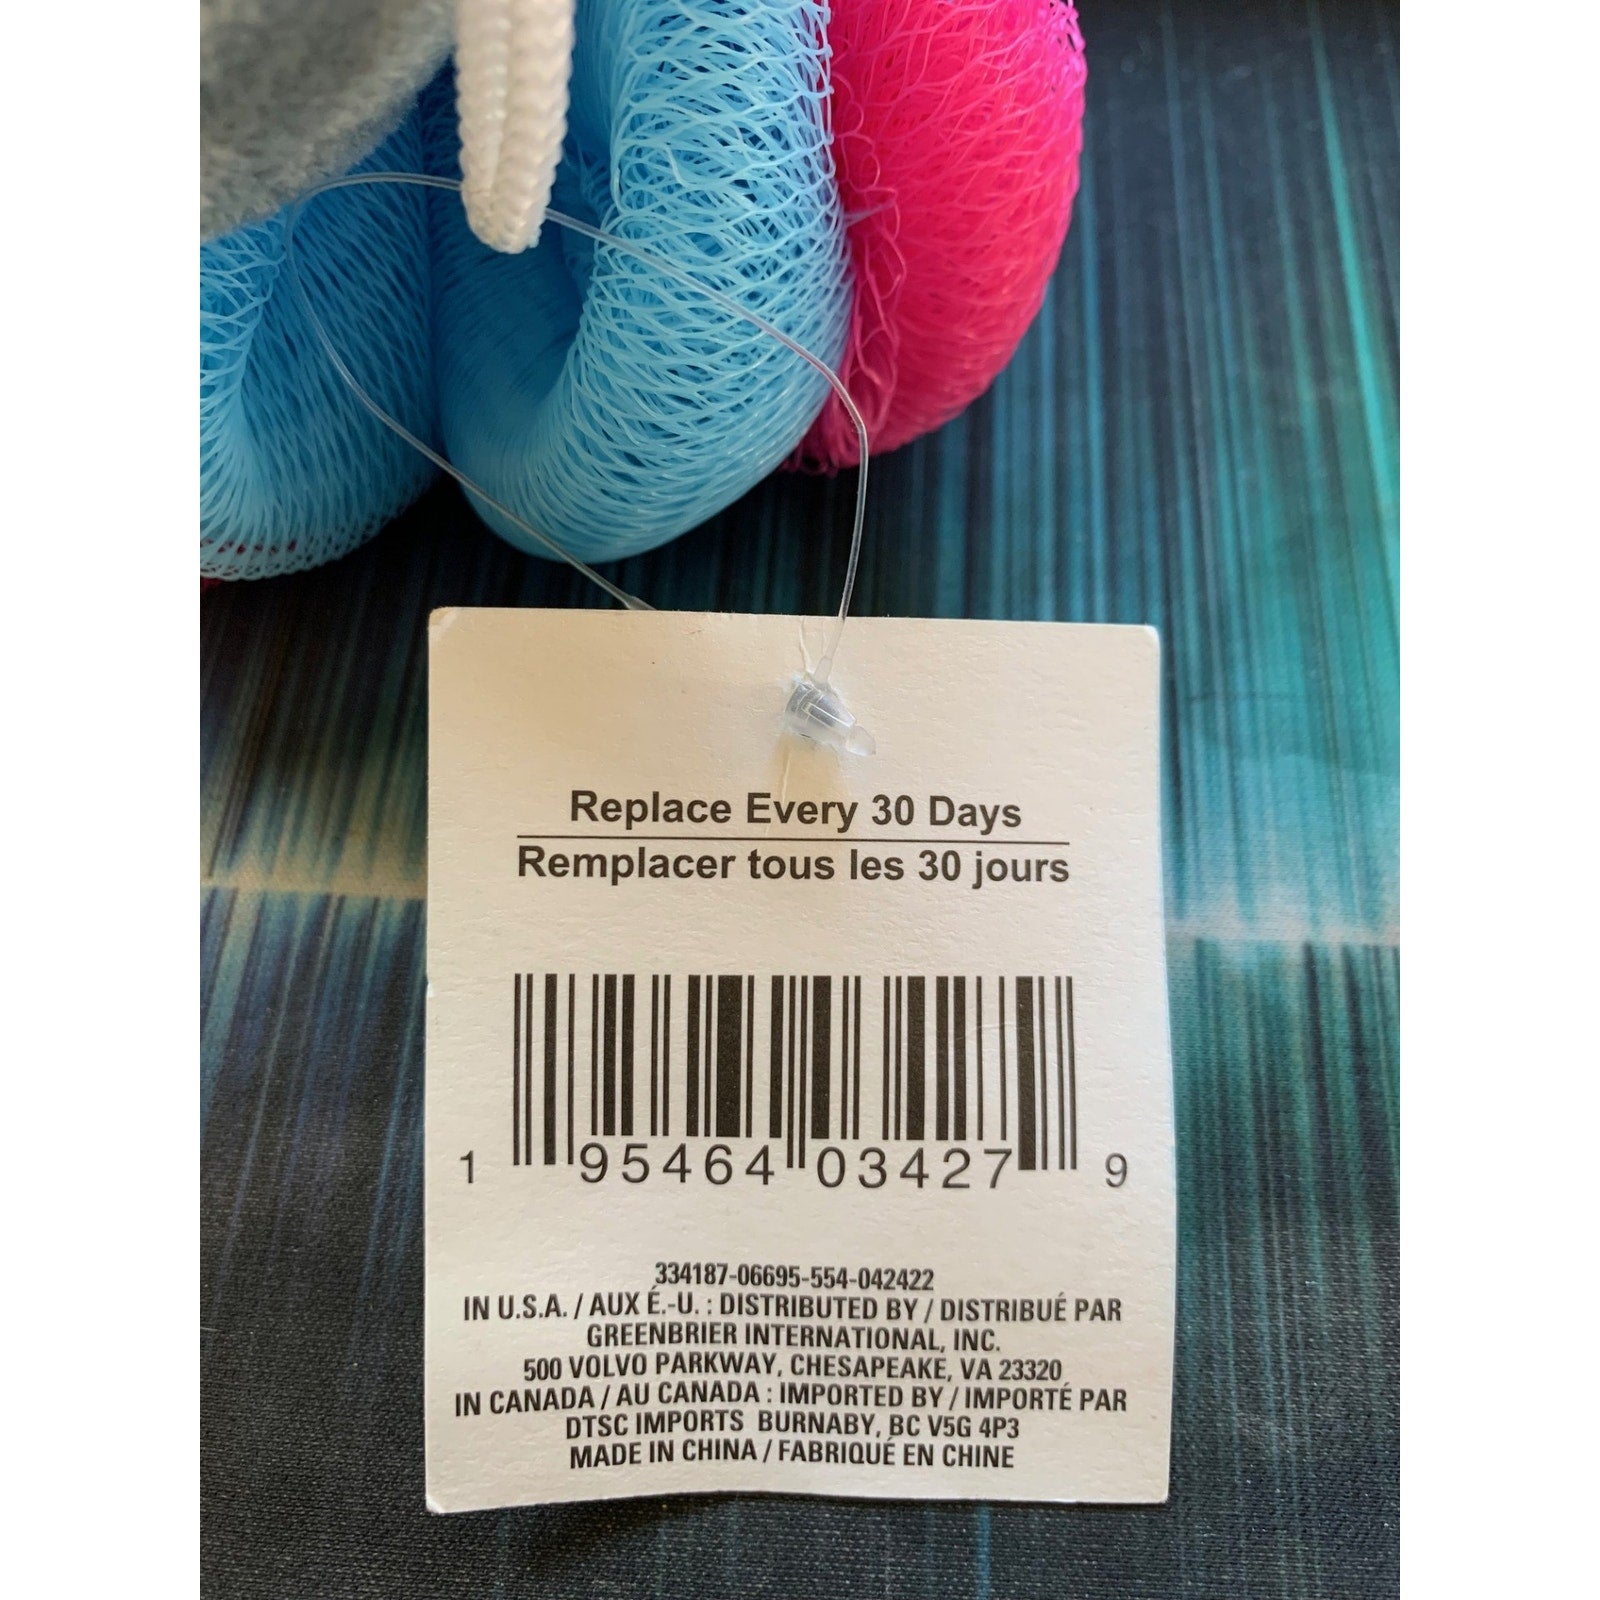 Replace Every 30 Days
Remplacer tous les 30 jours
1 95464 03427 9
334187-06695-554-042422
IN U.S.A. / AUX É.-U. : DISTRIBUTED BY / DISTRIBUÉ PAR
GREENBRIER INTERNATIONAL, INC.
500 VOLVO PARKWAY, CHESAPEAKE, VA 23320
IN CANADA / AU CANADA : IMPORTED BY / IMPORTÉ PAR
DTSC IMPORTS BURNABY, BC V5G 4P3
MADE IN CHINA / FABRIQUÉ EN CHINE